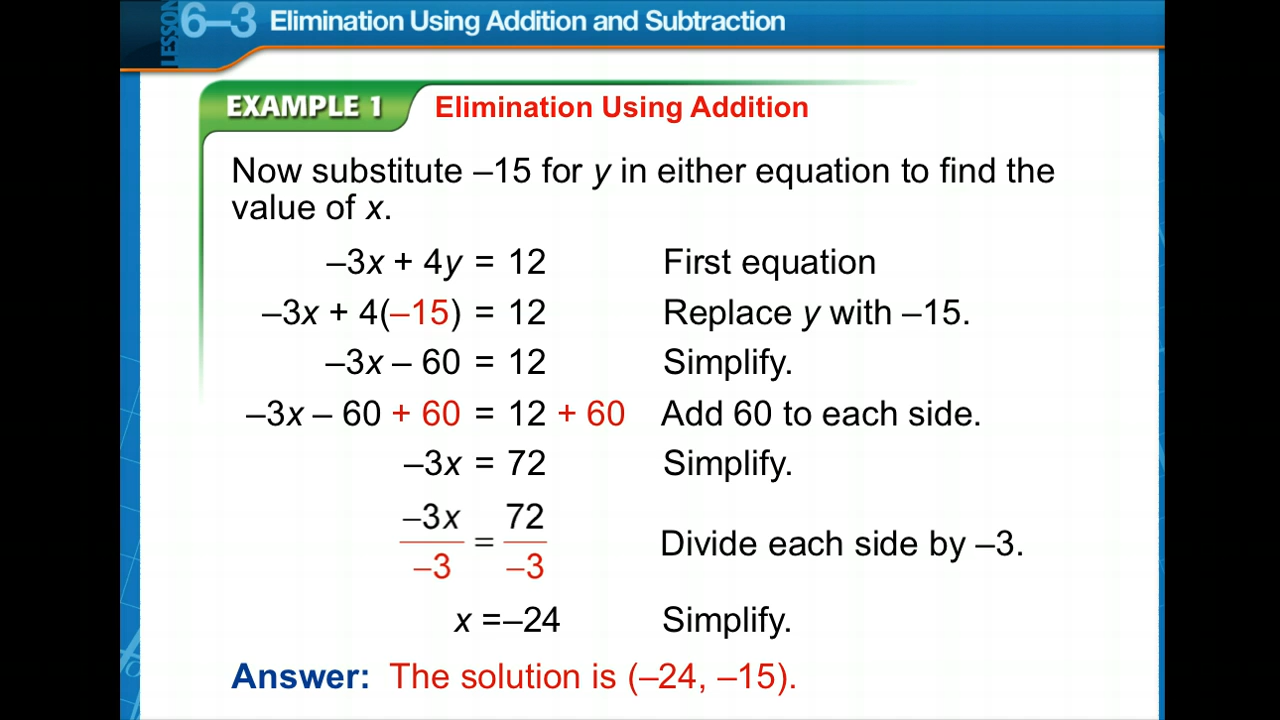 LESSON 6–3 Elimination Using Addition and Subtraction
EXAMPLE 1 Elimination Using Addition
Now substitute –15 for y in either equation to find the
value of x.
–3x + 4y = 12 First equation
–3x + 4(–15) = 12 Replace y with –15.
–3x – 60 = 12 Simplify.
–3x – 60 + 60 = 12 + 60 Add 60 to each side.
–3x = 72 Simplify.
–3x/–3 = 72/–3 Divide each side by –3.
x =–24 Simplify.
Answer: The solution is (–24, –15).